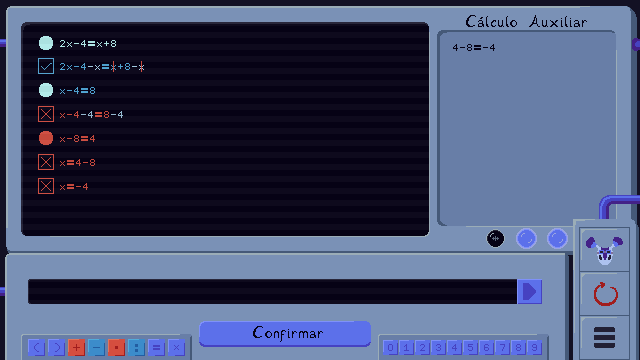 Cálculo Auxiliar
2x-4=x+8
2x-4-x=x+8-x
x-4=8
x-4-4=8-4
x-8=4
x=4-8
x=-4
4-8=-4
Confirmar
< > + - • : = x
0 1 2 3 4 5 6 7 8 9